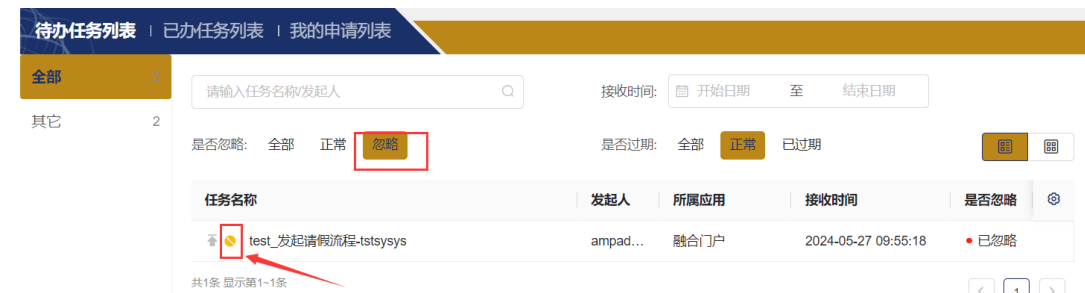 待办任务列表 已办任务列表 我的申请列表
全部
其它 2
请输入任务名称/发起人
接收时间: 开始日期 至 结束日期
是否忽略: 全部 正常 忽略
是否过期: 全部 正常 已过期
任务名称 发起人 所属应用 接收时间 是否忽略
test_发起请假流程-tstsysys ampad... 融合门户 2024-05-27 09:55:18 已忽略
共1条 显示第1~1条
1